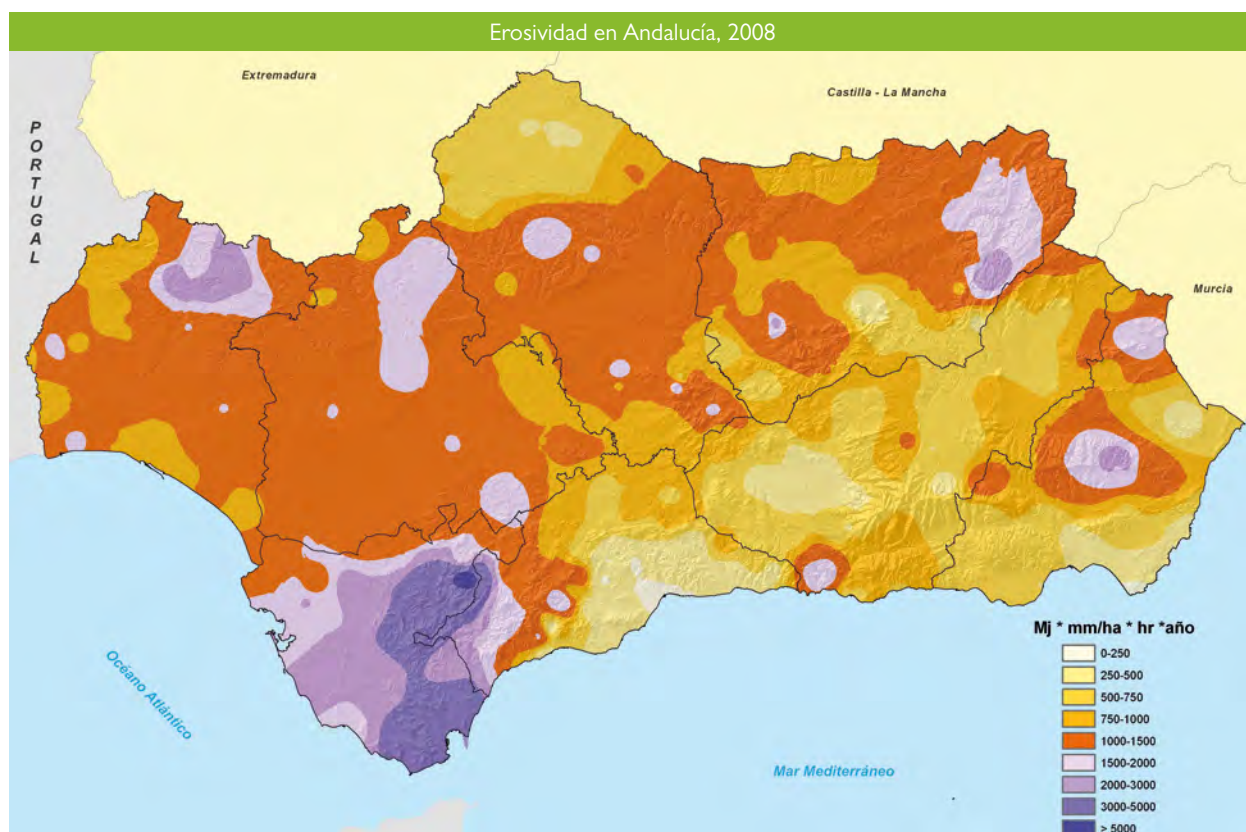 Erosividad en Andalucía, 2008
Extremadura
Castilla - La Mancha
PORTUGAL
Murcia
Océano Atlántico
Mar Mediterráneo
Mj * mm/ha * hr *año
0-250
250-500
500-750
750-1000
1000-1500
1500-2000
2000-3000
3000-5000
> 5000